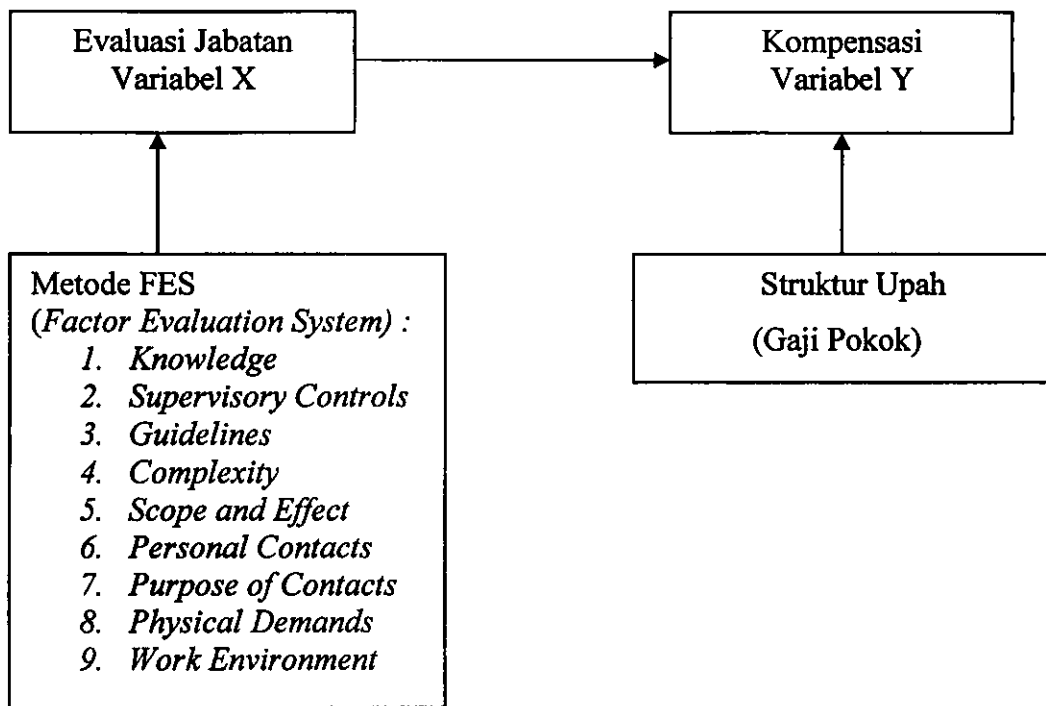 Evaluasi Jabatan
Variabel X
Kompensasi
Variabel Y
Metode FES
(Factor Evaluation System) :
1. Knowledge
2. Supervisory Controls
3. Guidelines
4. Complexity
5. Scope and Effect
6. Personal Contacts
7. Purpose of Contacts
8. Physical Demands
9. Work Environment
Struktur Upah
(Gaji Pokok)